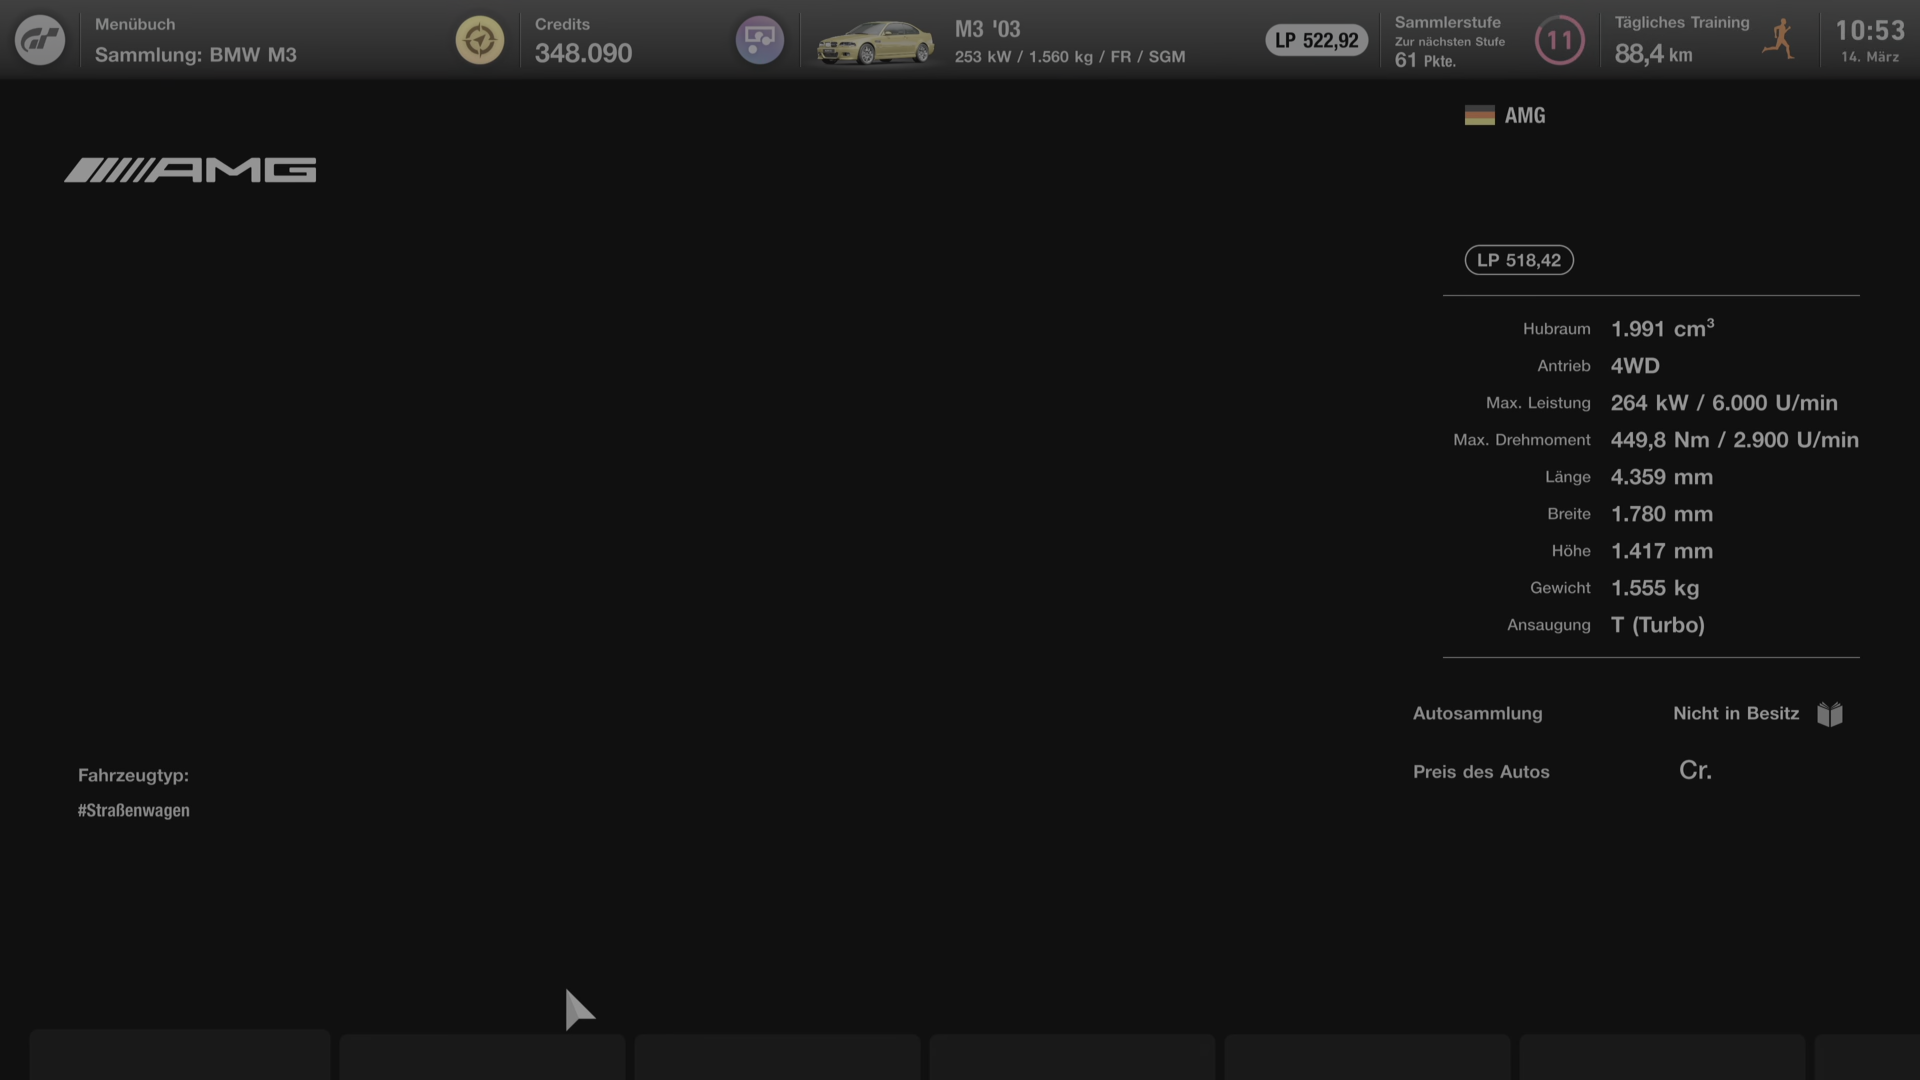 Menübuch
Sammlung: BMW M3
Credits
348.090
M3 '03
253 kW / 1.560 kg / FR / SGM
LP 522,92
Sammlerstufe
Zur nächsten Stufe
61 Pkte.
11
Tägliches Training
88,4 km
10:53
14. März
AMG
AMG
LP 518,42
Hubraum 1.991 cm³
Antrieb 4WD
Max. Leistung 264 kW / 6.000 U/min
Max. Drehmoment 449,8 Nm / 2.900 U/min
Länge 4.359 mm
Breite 1.780 mm
Höhe 1.417 mm
Gewicht 1.555 kg
Ansaugung T (Turbo)
Autosammlung Nicht in Besitz
Preis des Autos Cr.
Fahrzeugtyp:
#Straßenwagen